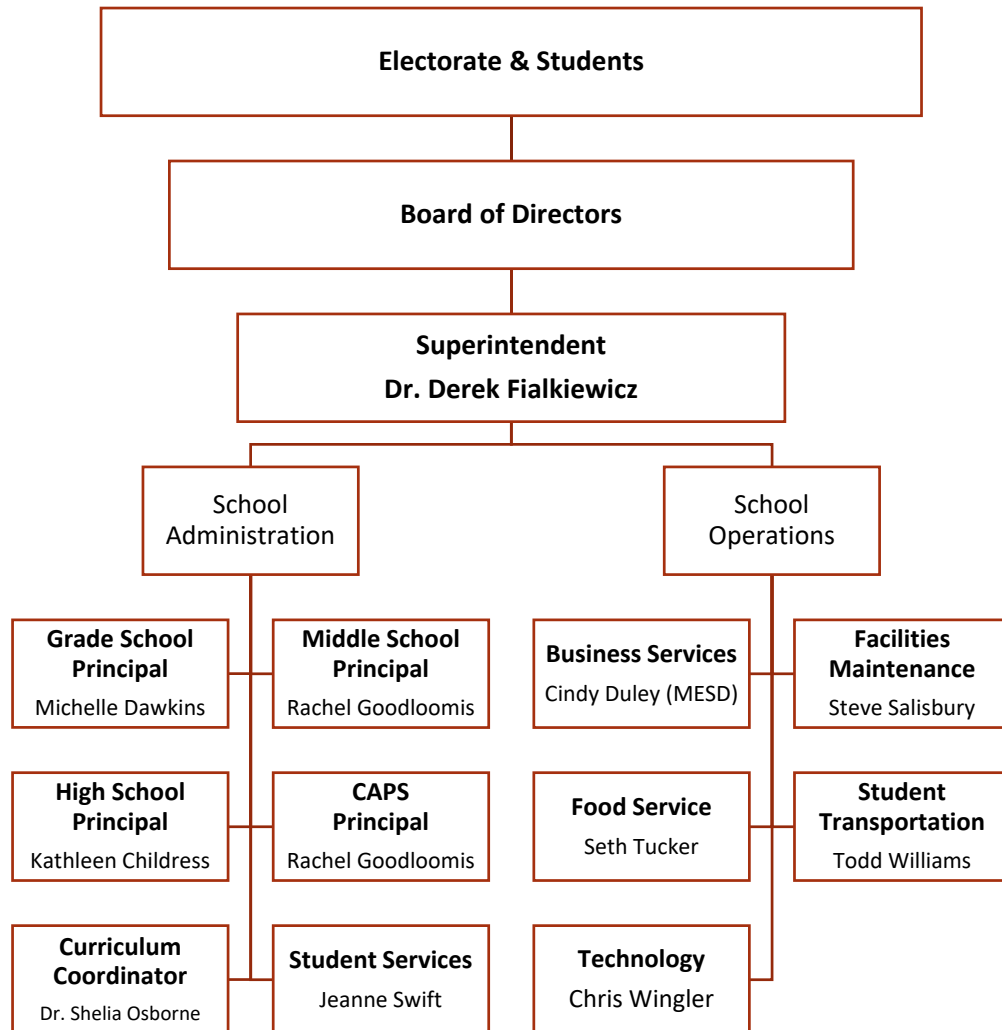 Electorate & Students
Board of Directors
Superintendent
Dr. Derek Fialkiewicz
School
Administration
School
Operations
Grade School
Principal
Michelle Dawkins
Middle School
Principal
Rachel Goodloomis
Business Services
Cindy Duley (MESD)
Facilities
Maintenance
Steve Salisbury
High School
Principal
Kathleen Childress
CAPS
Principal
Rachel Goodloomis
Food Service
Seth Tucker
Student
Transportation
Todd Williams
Curriculum
Coordinator
Dr. Shelia Osborne
Student Services
Jeanne Swift
Technology
Chris Wingler